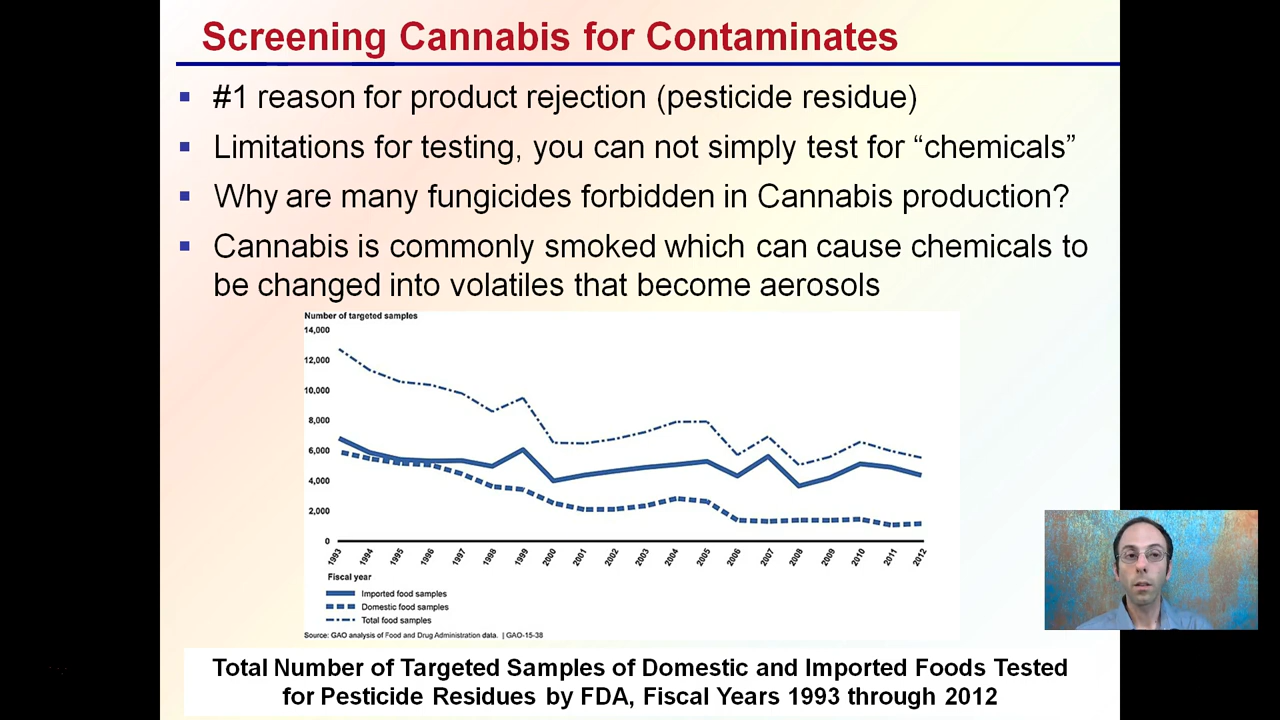 Screening Cannabis for Contaminates
#1 reason for product rejection (pesticide residue)
Limitations for testing, you can not simply test for “chemicals”
Why are many fungicides forbidden in Cannabis production?
Cannabis is commonly smoked which can cause chemicals to
be changed into volatiles that become aerosols
Number of targeted samples
14,000
12,000
10,000
8,000
6,000
4,000
2,000
0
1993 1994 1995 1996 1997 1998 1999 2000 2001 2002 2003 2004 2005 2006 2007 2008 2009 2010 2011 2012
Fiscal year
Imported food samples
Domestic food samples
Total food samples
Source: GAO analysis of Food and Drug Administration data. | GAO-15-38
Total Number of Targeted Samples of Domestic and Imported Foods Tested
for Pesticide Residues by FDA, Fiscal Years 1993 through 2012